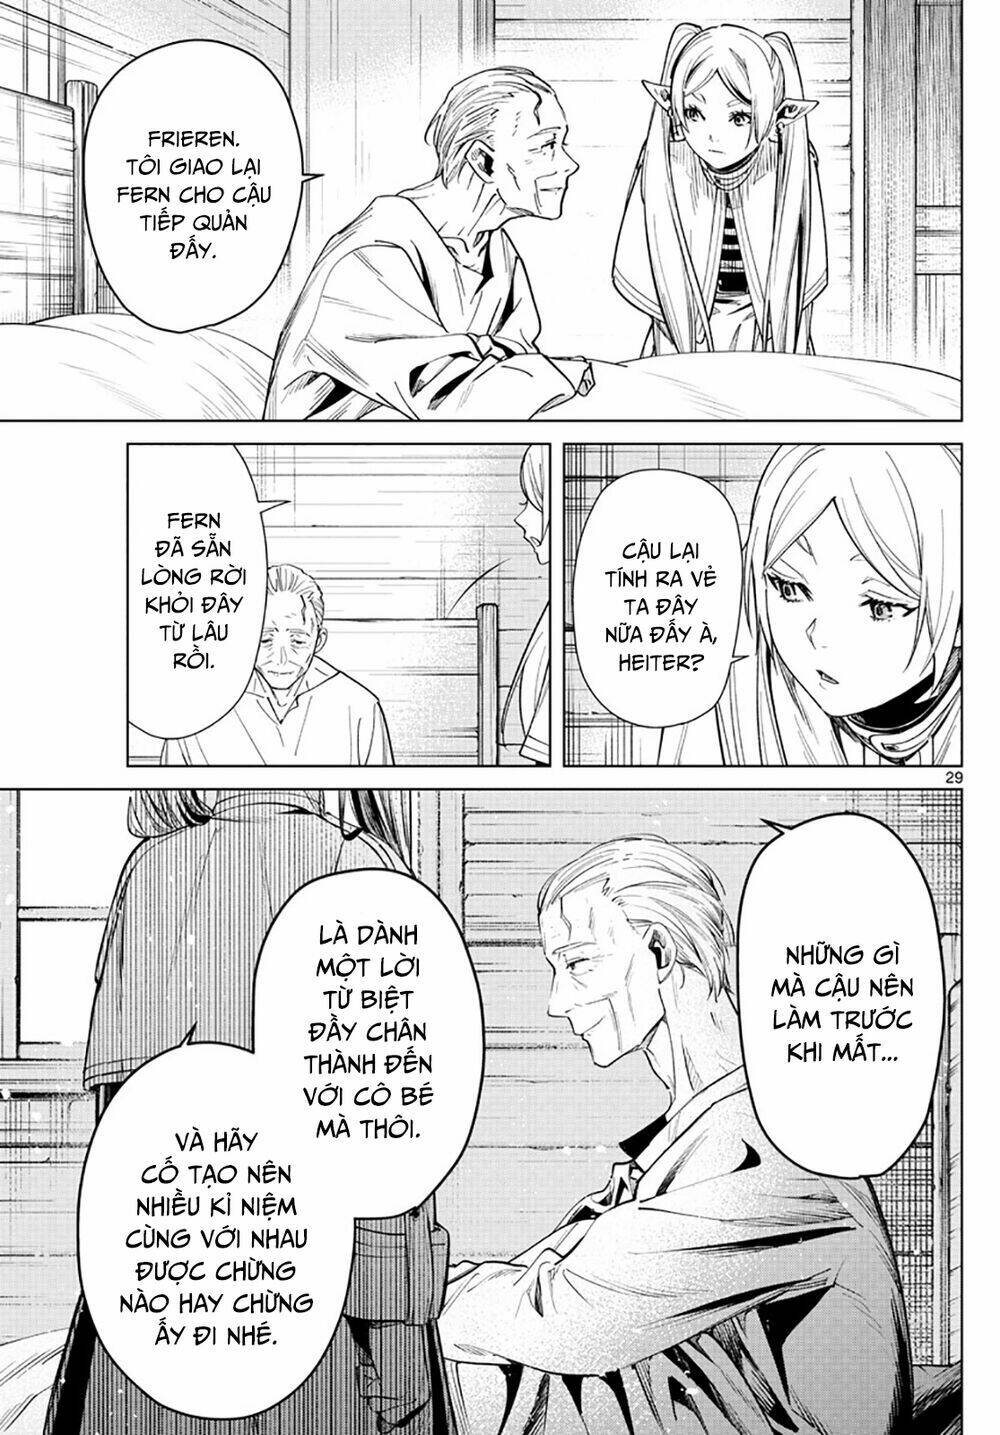 FRIEREN.
TÔI GIAO LẠI
FERN CHO CẬU
TIẾP QUẢN
ĐẤY.
CẬU LẠI
TÍNH RA VẺ
TA ĐÂY
NỮA ĐẤY À,
HEITER?
FERN
ĐÃ SẴN
LÒNG RỜI
KHỎI ĐÂY
TỪ LÂU
RỒI.
29
NHỮNG GÌ
MÀ CẬU NÊN
LÀM TRƯỚC
KHI MẤT...
LÀ DÀNH
MỘT LỜI
TỪ BIỆT
ĐẦY CHÂN
THÀNH ĐẾN
VỚI CÔ BÉ
MÀ THÔI.
VÀ HÃY
CỐ TẠO NÊN
NHIỀU KỈ NIỆM
CÙNG VỚI NHAU
ĐƯỢC CHỪNG
NÀO HAY CHỪNG
ẤY ĐI NHÉ.